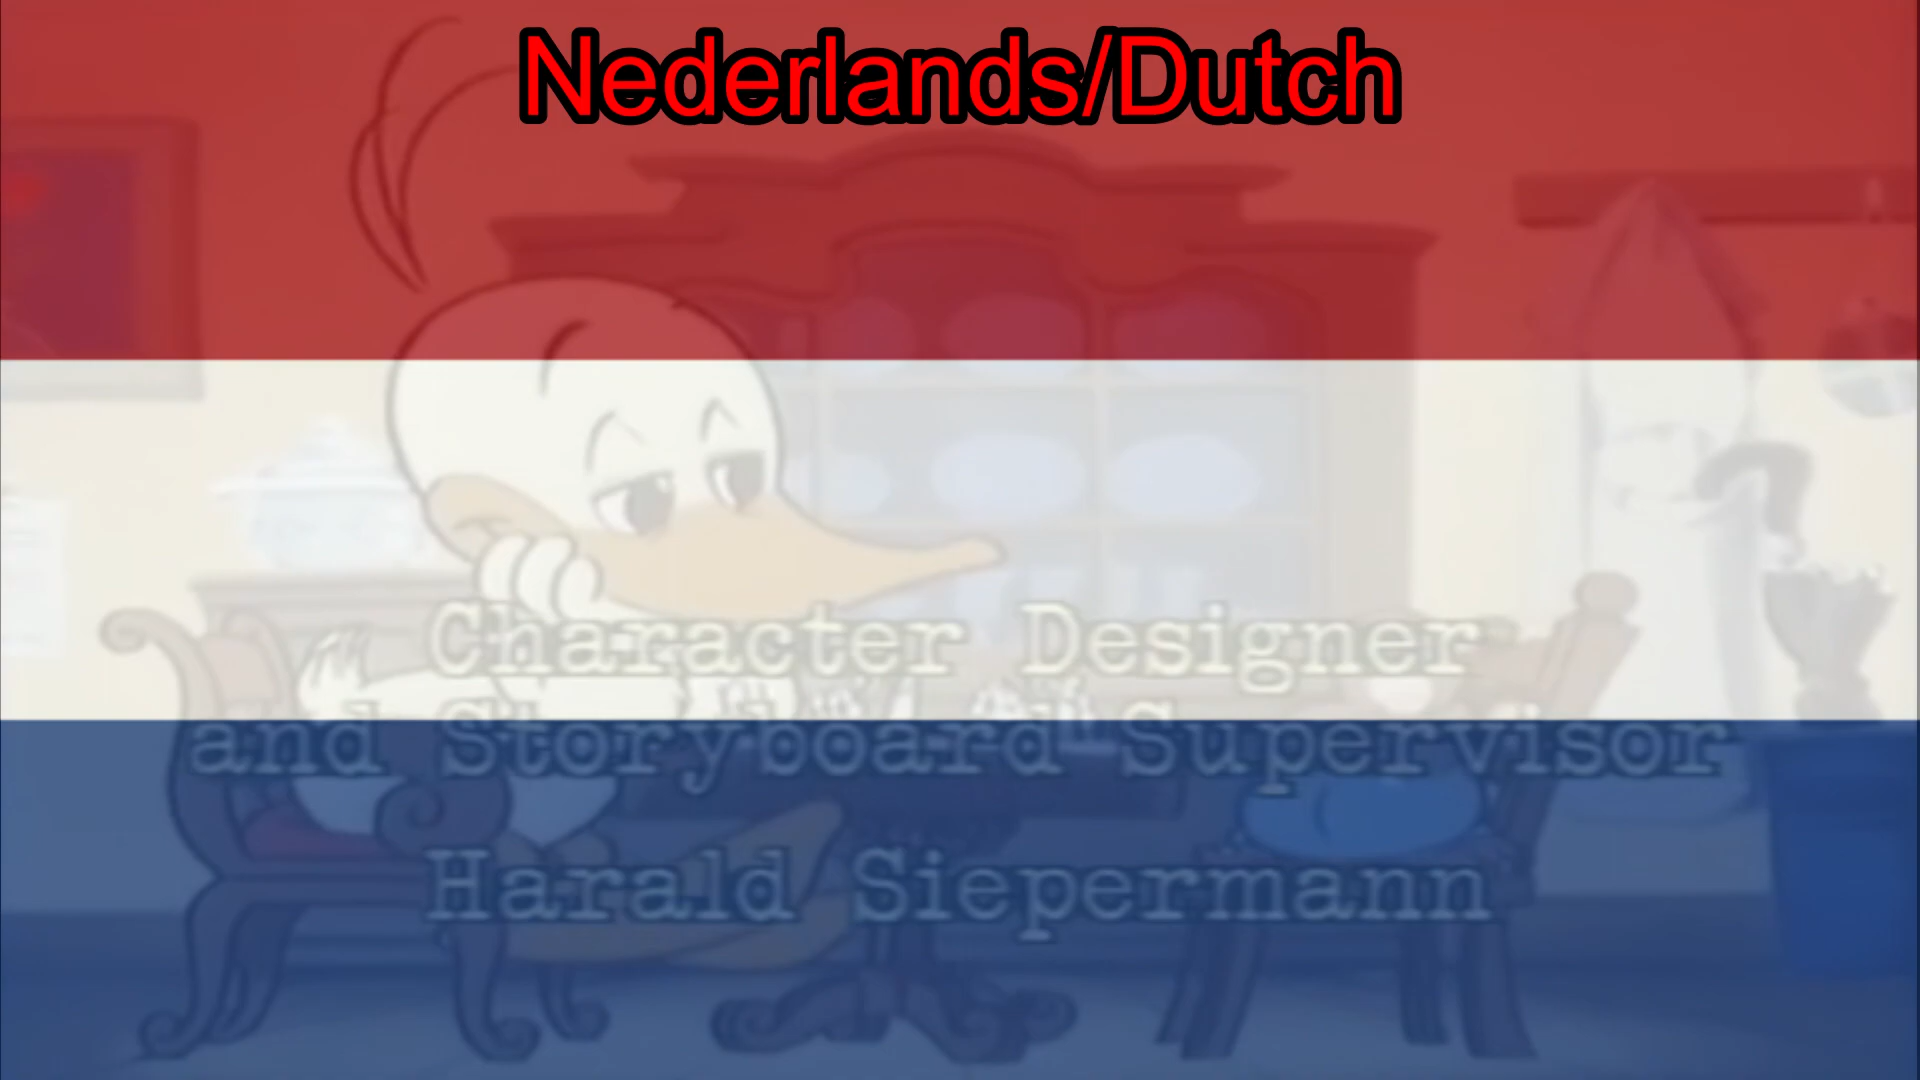 Nederlands/Dutch
Character Designer
and Storyboard Supervisor
Harald Siepermann